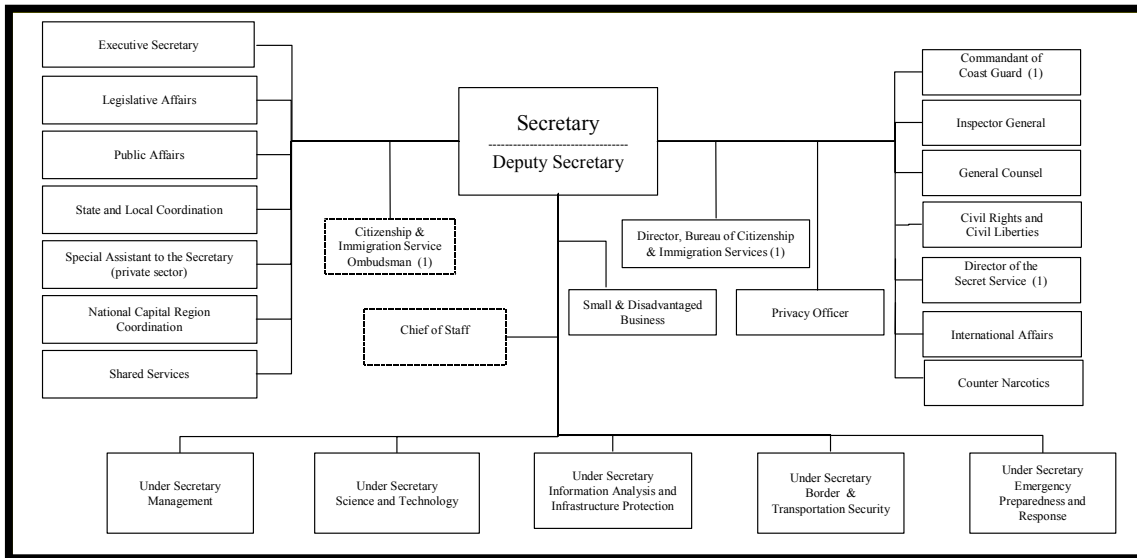 Executive Secretary
Legislative Affairs
Public Affairs
State and Local Coordination
Special Assistant to the Secretary
(private sector)
National Capital Region
Coordination
Shared Services
Secretary
Deputy Secretary
Citizenship &
Immigration Service
Ombudsman (1)
Chief of Staff
Director, Bureau of Citizenship
& Immigration Services (1)
Small & Disadvantaged
Business
Privacy Officer
Commandant of
Coast Guard (1)
Inspector General
General Counsel
Civil Rights and
Civil Liberties
Director of the
Secret Service (1)
International Affairs
Counter Narcotics
Under Secretary
Management
Under Secretary
Science and Technology
Under Secretary
Information Analysis and
Infrastructure Protection
Under Secretary
Border &
Transportation Security
Under Secretary
Emergency
Preparedness and
Response